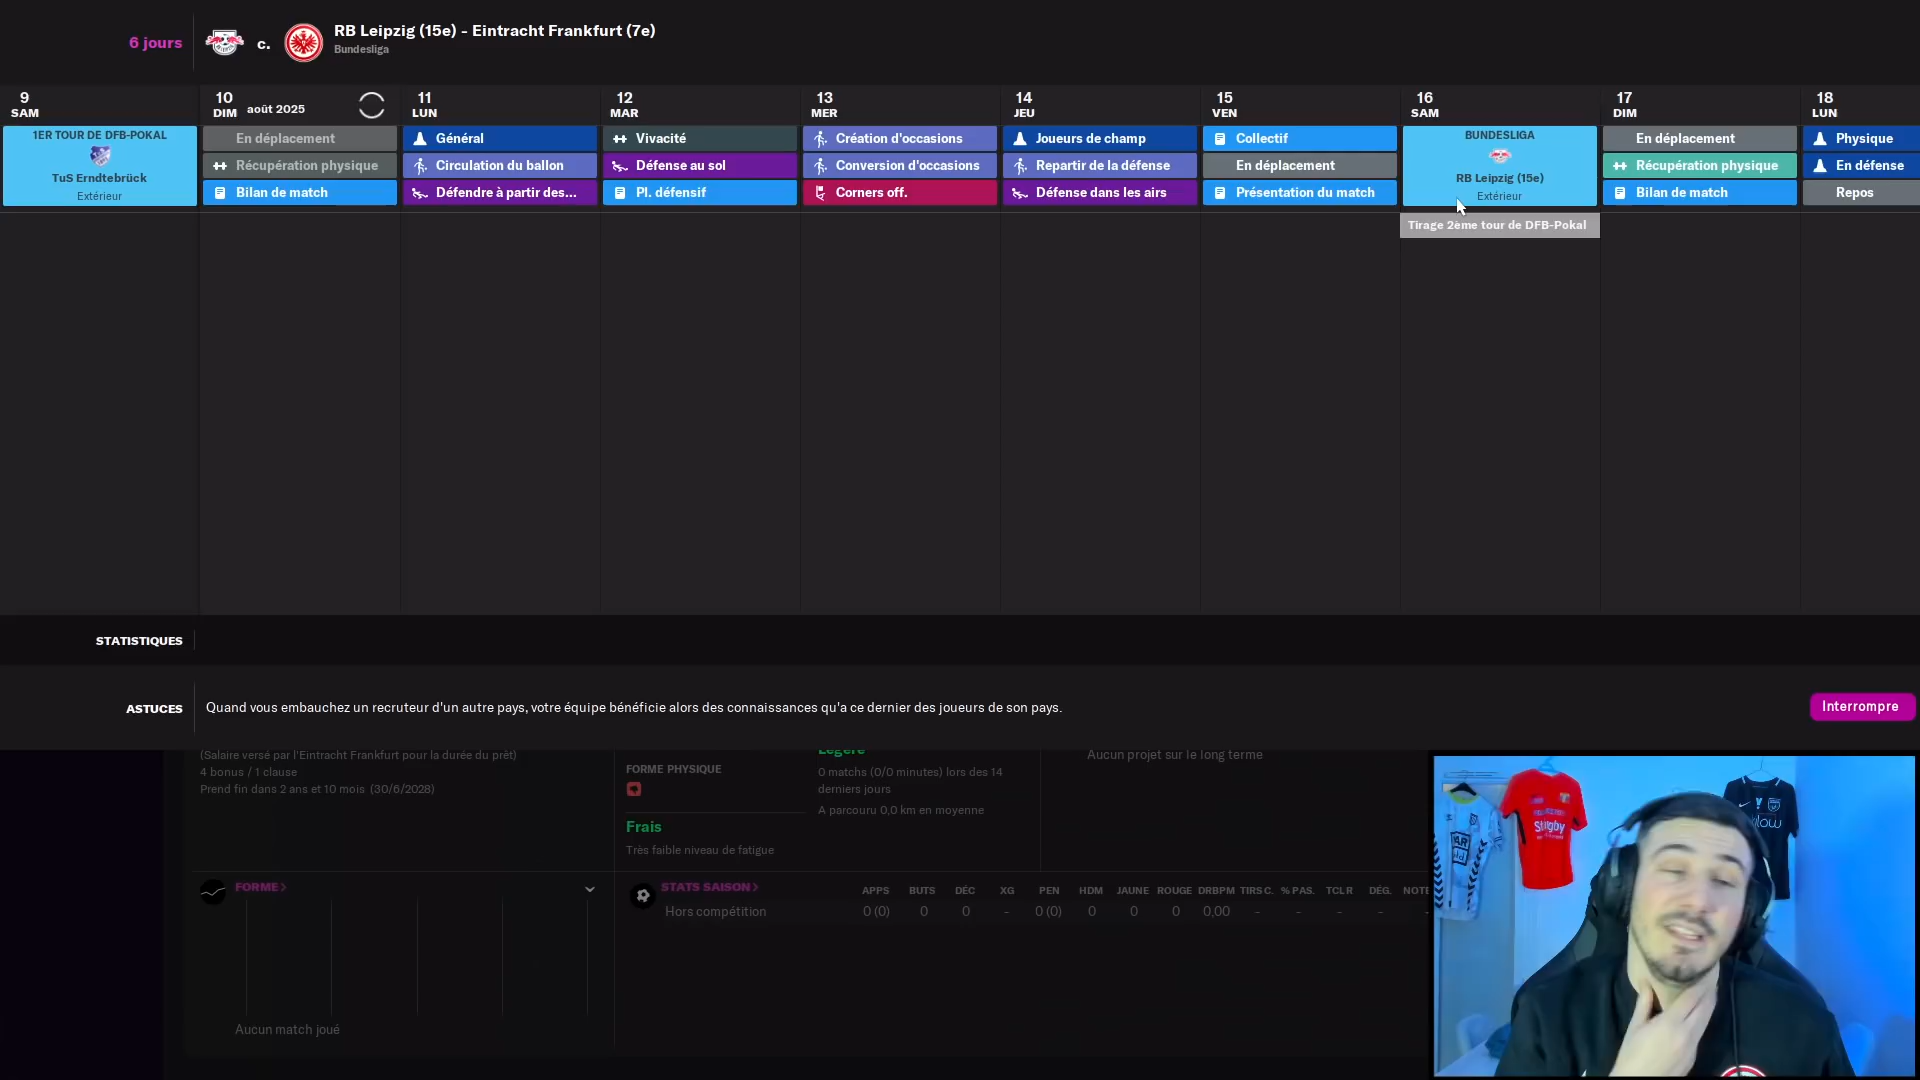 6 jours
c.
RB Leipzig (15e) - Eintracht Frankfurt (7e)
Bundesliga
9
SAM
10
DIM août 2025
11
LUN
12
MAR
13
MER
14
JEU
15
VEN
16
SAM
17
DIM
18
LUN
1ER TOUR DE DFB-POKAL
TuS Erndtebrück
Extérieur
En déplacement
Récupération physique
Bilan de match
Général
Circulation du ballon
Défendre à partir des...
Vivacité
Défense au sol
Pl. défensif
Création d'occasions
Conversion d'occasions
Corners off.
Joueurs de champ
Repartir de la défense
Défense dans les airs
Collectif
En déplacement
Présentation du match
BUNDESLIGA
RB Leipzig (15e)
Extérieur
Tirage 2ème tour de DFB-Pokal
En déplacement
Récupération physique
Bilan de match
Physique
En défense
Repos
STATISTIQUES
ASTUCES
Quand vous embauchez un recruteur d'un autre pays, votre équipe bénéficie alors des connaissances qu'a ce dernier des joueurs de son pays.
Interrompre
(Salaire versé par l'Eintracht Frankfurt pour la durée du prêt)
4 bonus / 1 clause
Prend fin dans 2 ans et 10 mois (30/6/2028)
FORME PHYSIQUE
Frais
Très faible niveau de fatigue
Légère
0 matchs (0/0 minutes) lors des 14
derniers jours
A parcouru 0,0 km en moyenne
Aucun projet sur le long terme
FORME >
Aucun match joué
STATS SAISON >
APPS BUTS DÉC XG PEN HDM JAUNE ROUGE DRBPM TIRS C. % PAS. TCL R DÉG. NOTE
Hors compétition 0 (0) 0 0 - 0 (0) 0 0 0 0,00 - - - - -